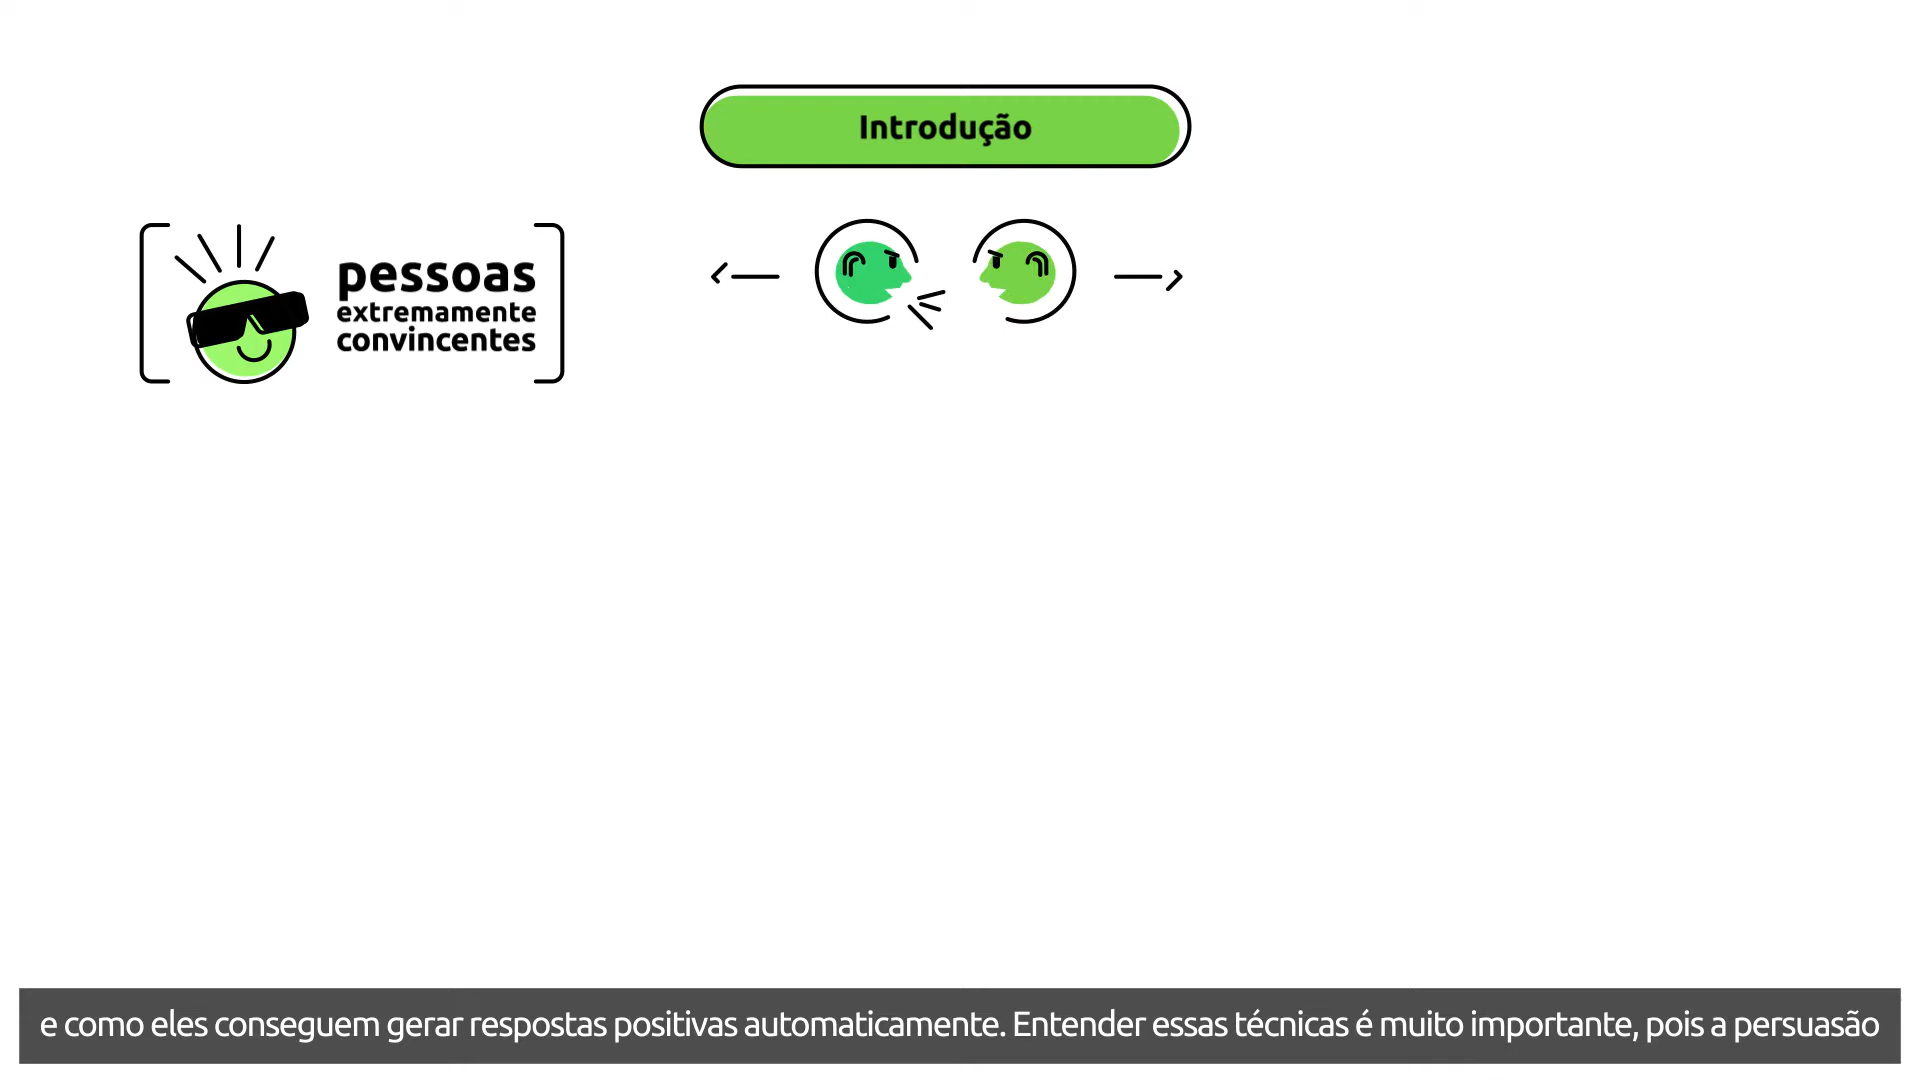 Introdução
pessoas
extremamente
convincentes
e como eles conseguem gerar respostas positivas automaticamente. Entender essas técnicas é muito importante, pois a persuasão